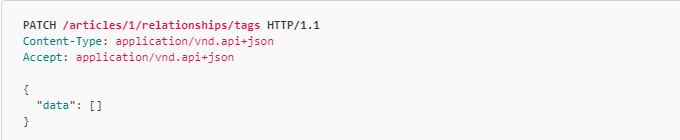 PATCH /articles/1/relationships/tags HTTP/1.1
Content-Type: application/vnd.api+json
Accept: application/vnd.api+json

{
  "data": []
}